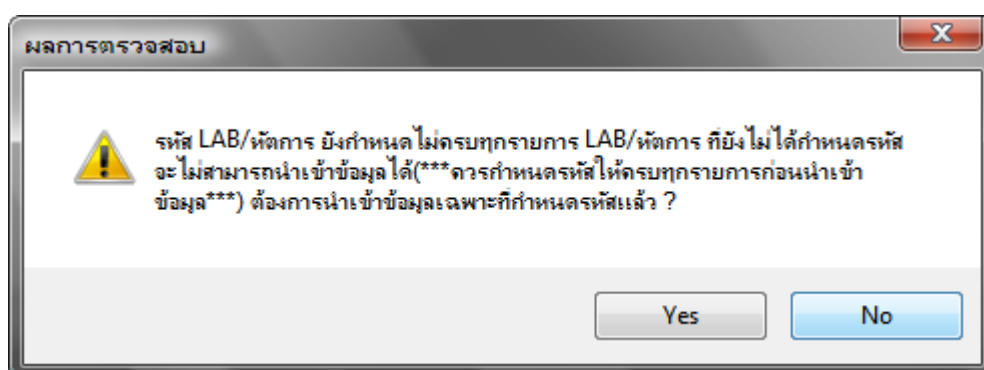 ผลการตรวจสอบ
รหัส LAB/หัตการ ยังกำหนดไม่ครบทุกรายการ LAB/หัตการ ที่ยังไม่ได้กำหนดรหัส
จะไม่สามารถนำเข้าข้อมูลได้(***ควรกำหนดรหัสให้ครบทุกรายการก่อนนำเข้า
ข้อมูล***) ต้องการนำเข้าข้อมูลเฉพาะที่กำหนดรหัสแล้ว ?
Yes No